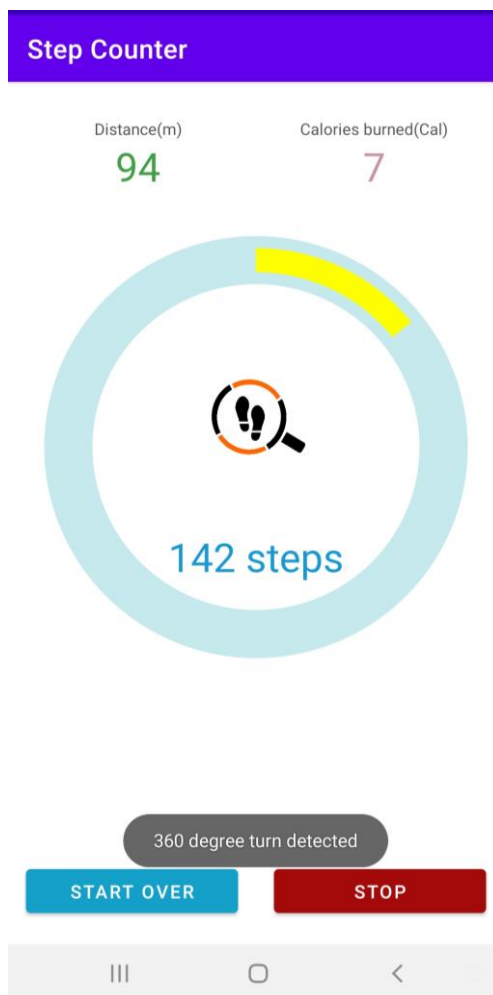 Step Counter
Distance(m) Calories burned(Cal)
94 7
142 steps
360 degree turn detected
START OVER STOP